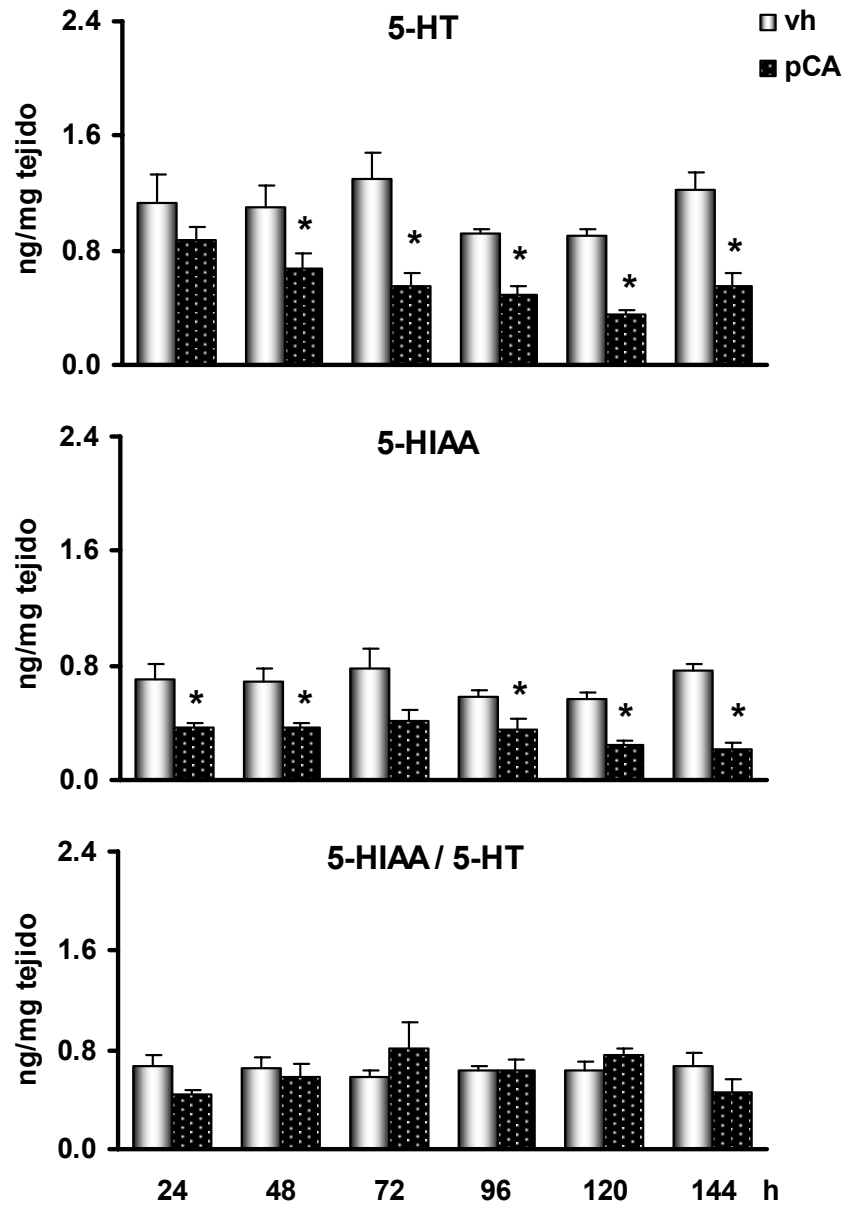 5-HT
vh
pCA
ng/mg tejido
2.4
1.6
0.8
0.0
* * * * *
5-HIAA
ng/mg tejido
2.4
1.6
0.8
0.0
* * * * *
5-HIAA / 5-HT
ng/mg tejido
2.4
1.6
0.8
0.0
24 48 72 96 120 144 h